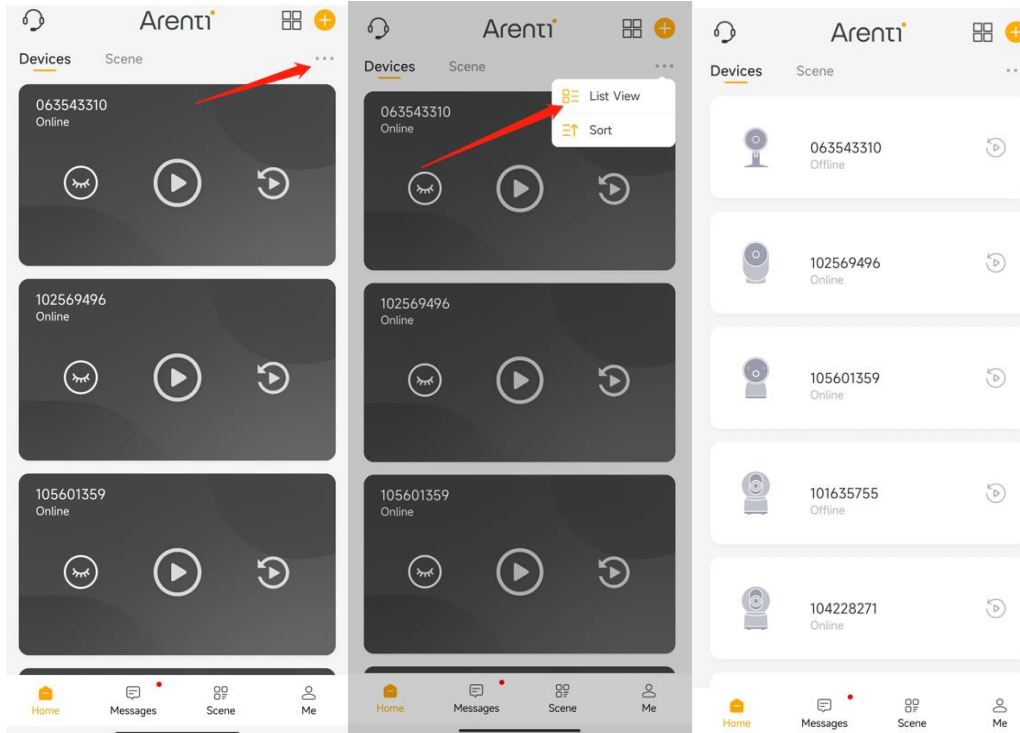 Arenti
Devices
Scene
063543310
Online
102569496
Online
105601359
Online
Home
Messages
Scene
Me
Arenti
Devices
Scene
List View
Sort
063543310
Online
102569496
Online
105601359
Online
Home
Messages
Scene
Me
Arenti
Devices
Scene
063543310
Offline
102569496
Online
105601359
Online
101635755
Offline
104228271
Online
Home
Messages
Scene
Me